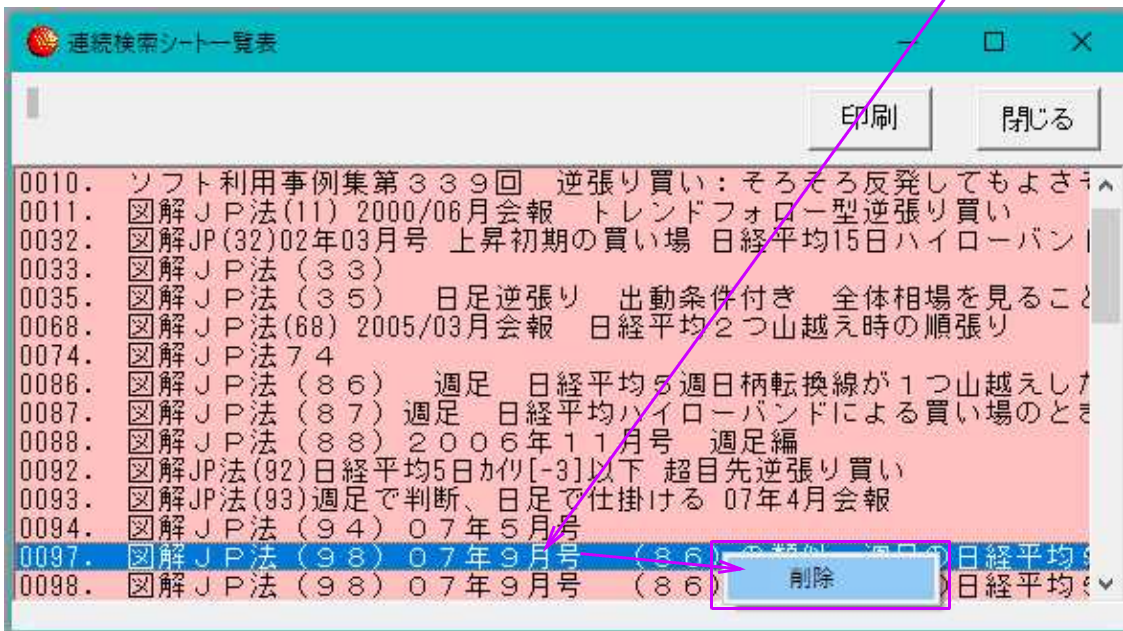 連続検索シート一覧表
印刷 閉じる
0010. ソフト利用事例集第３３９回 逆張り買い：そろそろ反発してもよさそ
0011. 図解ＪＰ法(11) 2000/06月会報 トレンドフォロー型逆張り買い
0032. 図解JP(32)02年03月号 上昇初期の買い場 日経平均15日ハイローバンド
0033. 図解ＪＰ法（３３）
0035. 図解ＪＰ法（３５） 日足逆張り 出動条件付き 全体相場を見ること
0068. 図解ＪＰ法(68) 2005/03月会報 日経平均２つ山越え時の順張り
0074. 図解ＪＰ法７４
0086. 図解ＪＰ法（８６） 週足 日経平均５週日柄転換線が１つ山越えした
0087. 図解ＪＰ法（８７）週足 日経平均ハイローバンドによる買い場のとき
0088. 図解ＪＰ法（８８）２００６年１１月号 週足編
0092. 図解JP法(92)日経平均5日ｶｲﾘ[-3]以下 超目先逆張り買い
0093. 図解JP法(93)週足で判断、日足で仕掛ける 07年4月会報
0094. 図解ＪＰ法（９４）０７年５月号
0097. 図解ＪＰ法（９８）０７年９月号 （８６）の類似 週足の日経平均
0098. 図解ＪＰ法（９８）０７年９月号 （８６） 日経平均
削除